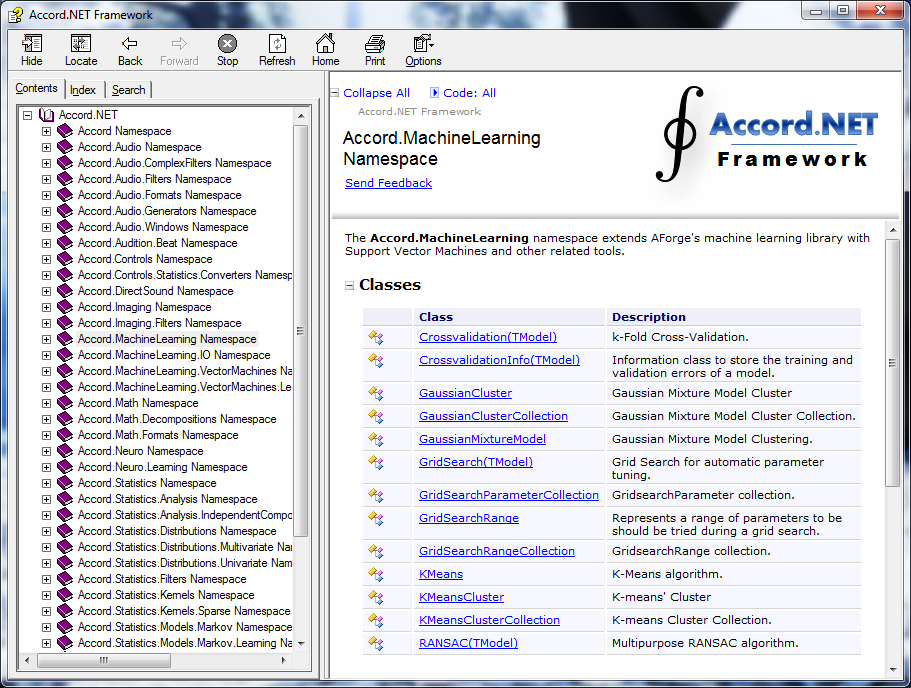 Accord.NET Framework
Hide Locate Back Forward Stop Refresh Home Print Options
Contents Index Search
Accord.NET
Accord Namespace
Accord.Audio Namespace
Accord.Audio.ComplexFilters Namespace
Accord.Audio.Filters Namespace
Accord.Audio.Formats Namespace
Accord.Audio.Generators Namespace
Accord.Audio.Windows Namespace
Accord.Audition.Beat Namespace
Accord.Controls Namespace
Accord.Controls.Statistics.Converters Namesp
Accord.DirectSound Namespace
Accord.Imaging Namespace
Accord.Imaging.Filters Namespace
Accord.MachineLearning Namespace
Accord.MachineLearning.IO Namespace
Accord.MachineLearning.VectorMachines Na
Accord.MachineLearning.VectorMachines.Le
Accord.Math Namespace
Accord.Math.Decompositions Namespace
Accord.Math.Formats Namespace
Accord.Neuro Namespace
Accord.Neuro.Learning Namespace
Accord.Statistics Namespace
Accord.Statistics.Analysis Namespace
Accord.Statistics.Analysis.IndependentCompo
Accord.Statistics.Distributions Namespace
Accord.Statistics.Distributions.Multivariate Nar
Accord.Statistics.Distributions.Univariate Nam
Accord.Statistics.Filters Namespace
Accord.Statistics.Kernels Namespace
Accord.Statistics.Kernels.Sparse Namespace
Accord.Statistics.Models.Markov Namespace
Accord.Statistics.Models.Markov.Learning Na
Collapse All Code: All
Accord.NET Framework
Accord.MachineLearning
Namespace
Send Feedback
Accord.NET
Framework
The Accord.MachineLearning namespace extends AForge's machine learning library with
Support Vector Machines and other related tools.
Classes
Class Description
Crossvalidation(TModel) k-Fold Cross-Validation.
CrossvalidationInfo(TModel) Information class to store the training and
validation errors of a model.
GaussianCluster Gaussian Mixture Model Cluster
GaussianClusterCollection Gaussian Mixture Model Cluster Collection.
GaussianMixtureModel Gaussian Mixture Model Clustering.
GridSearch(TModel) Grid Search for automatic parameter
tuning.
GridSearchParameterCollection GridsearchParameter collection.
GridSearchRange Represents a range of parameters to be
should be tried during a grid search.
GridSearchRangeCollection GridsearchRange collection.
KMeans K-Means algorithm.
KMeansCluster K-means' Cluster
KMeansClusterCollection K-means Cluster Collection.
RANSAC(TModel) Multipurpose RANSAC algorithm.